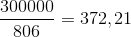 300000
806 = 372,21